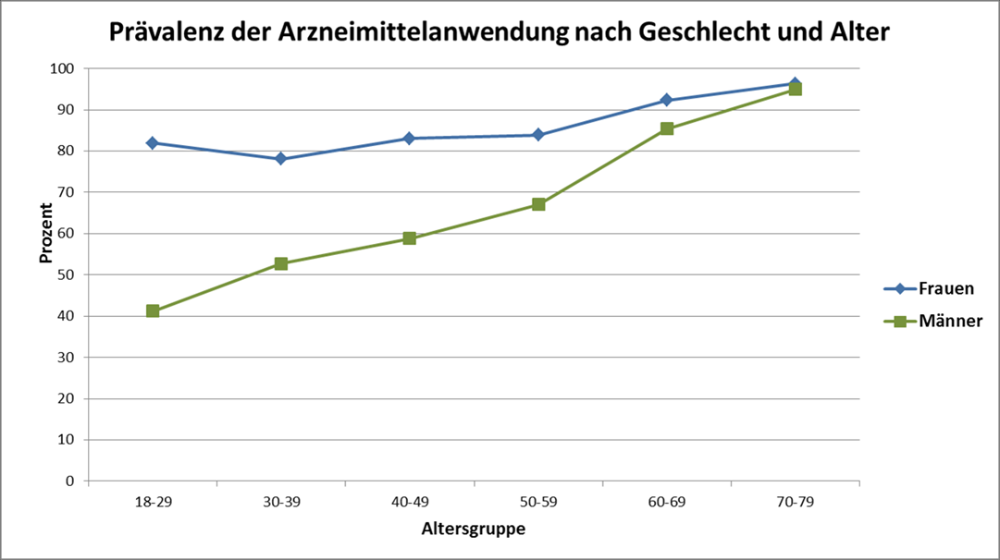 Prävalenz der Arzneimittelanwendung nach Geschlecht und Alter
100
90
80
70
60
50
40
30
20
10
0
Prozent
18-29 30-39 40-49 50-59 60-69 70-79
Altersgruppe
Frauen
Männer